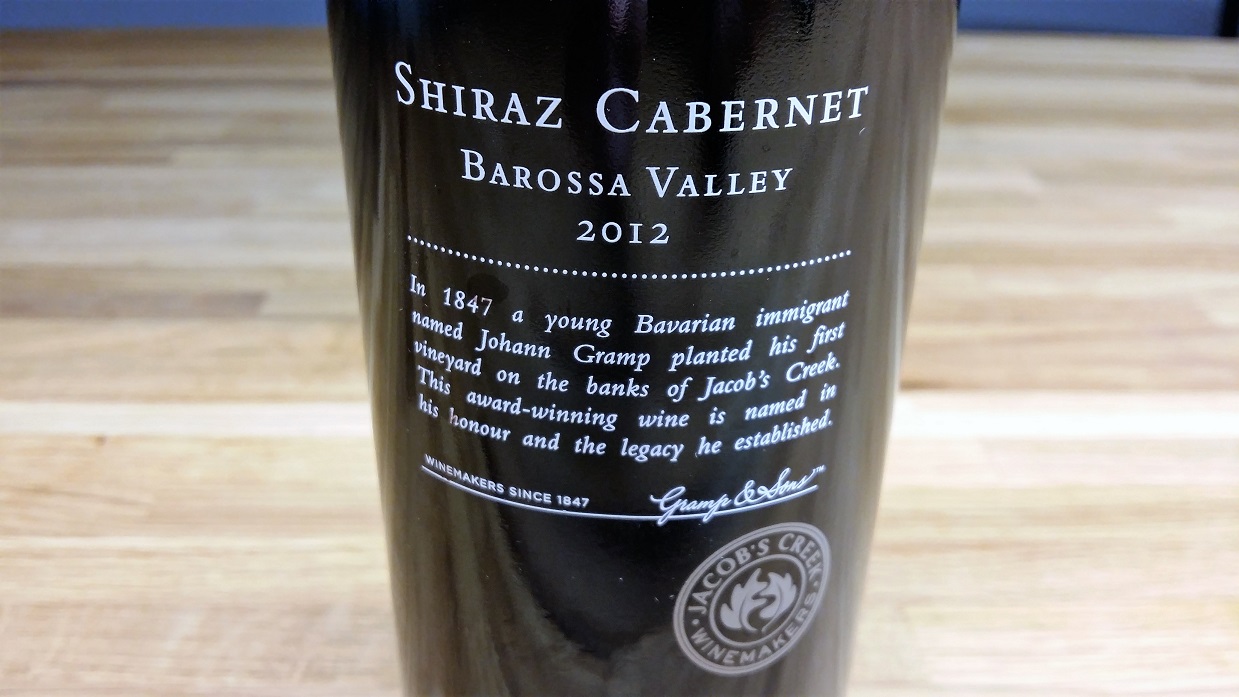 Shiraz Cabernet
Barossa Valley
2012
In 1847 a young Bavarian immigrant
named Johann Gramp planted his first
vineyard on the banks of Jacob's Creek.
This award-winning wine is named in
his honour and the legacy he established.
WINEMAKERS SINCE 1847
Gramp & Sons™
JACOB'S CREEK
WINEMAKERS